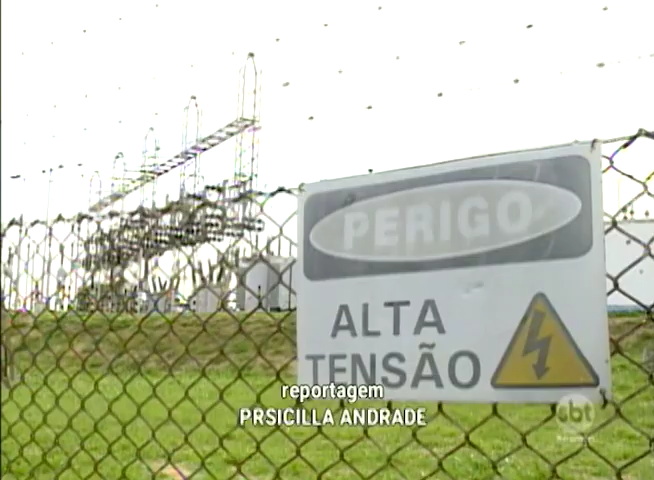 PERIGO
ALTA
TENSÃO
reportagem
PRSICILLA ANDRADE
sbt